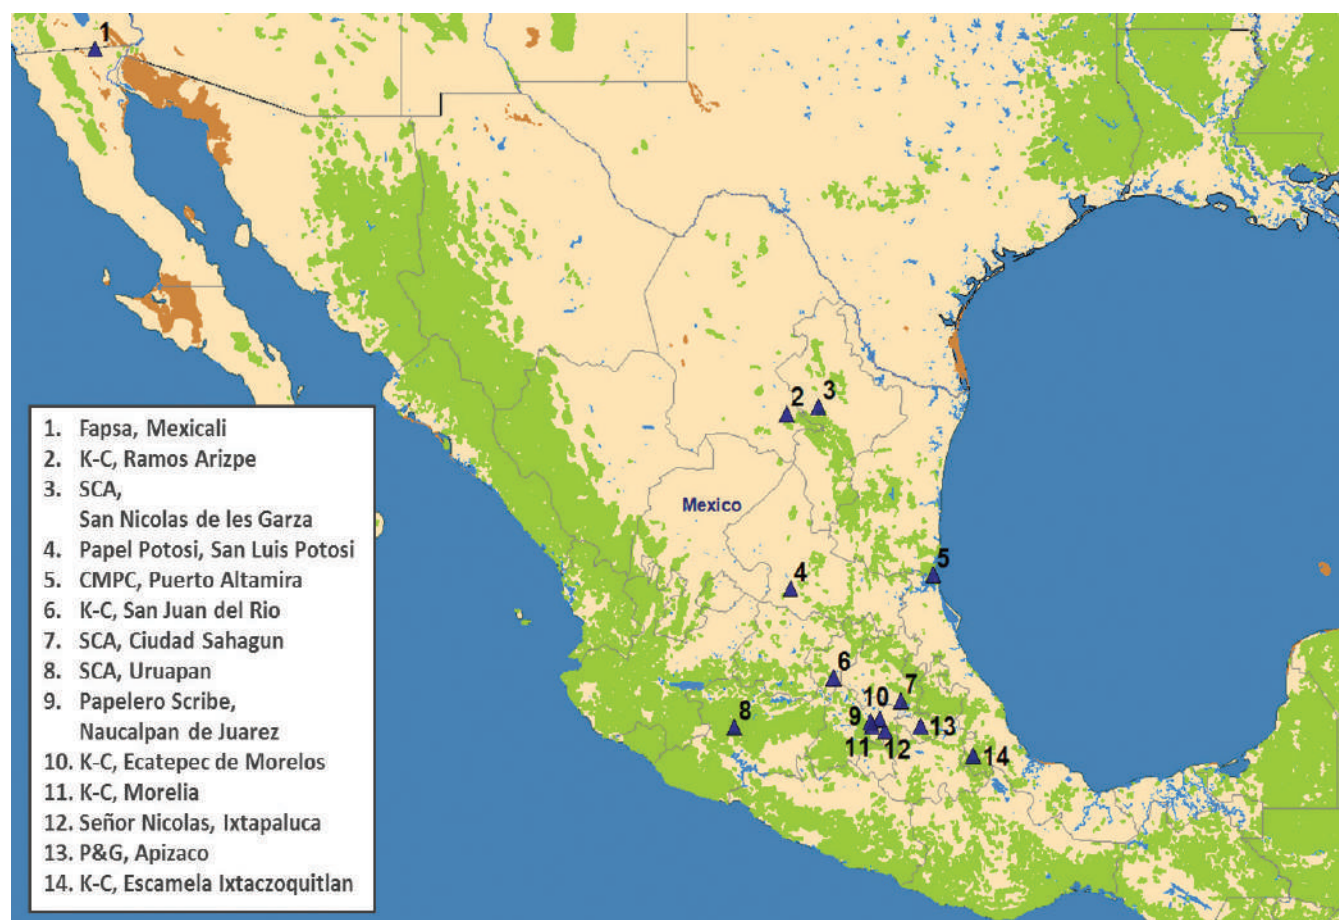 1
2
3
Mexico
4
5
6
7
8
9
10
11
12
13
14
1. Fapsa, Mexicali
2. K-C, Ramos Arizpe
3. SCA,
San Nicolas de les Garza
4. Papel Potosi, San Luis Potosi
5. CMPC, Puerto Altamira
6. K-C, San Juan del Rio
7. SCA, Ciudad Sahagun
8. SCA, Uruapan
9. Papelero Scribe,
Naucalpan de Juarez
10. K-C, Ecatepec de Morelos
11. K-C, Morelia
12. Señor Nicolas, Ixtapaluca
13. P&G, Apizaco
14. K-C, Escamela Ixtaczoquitlan